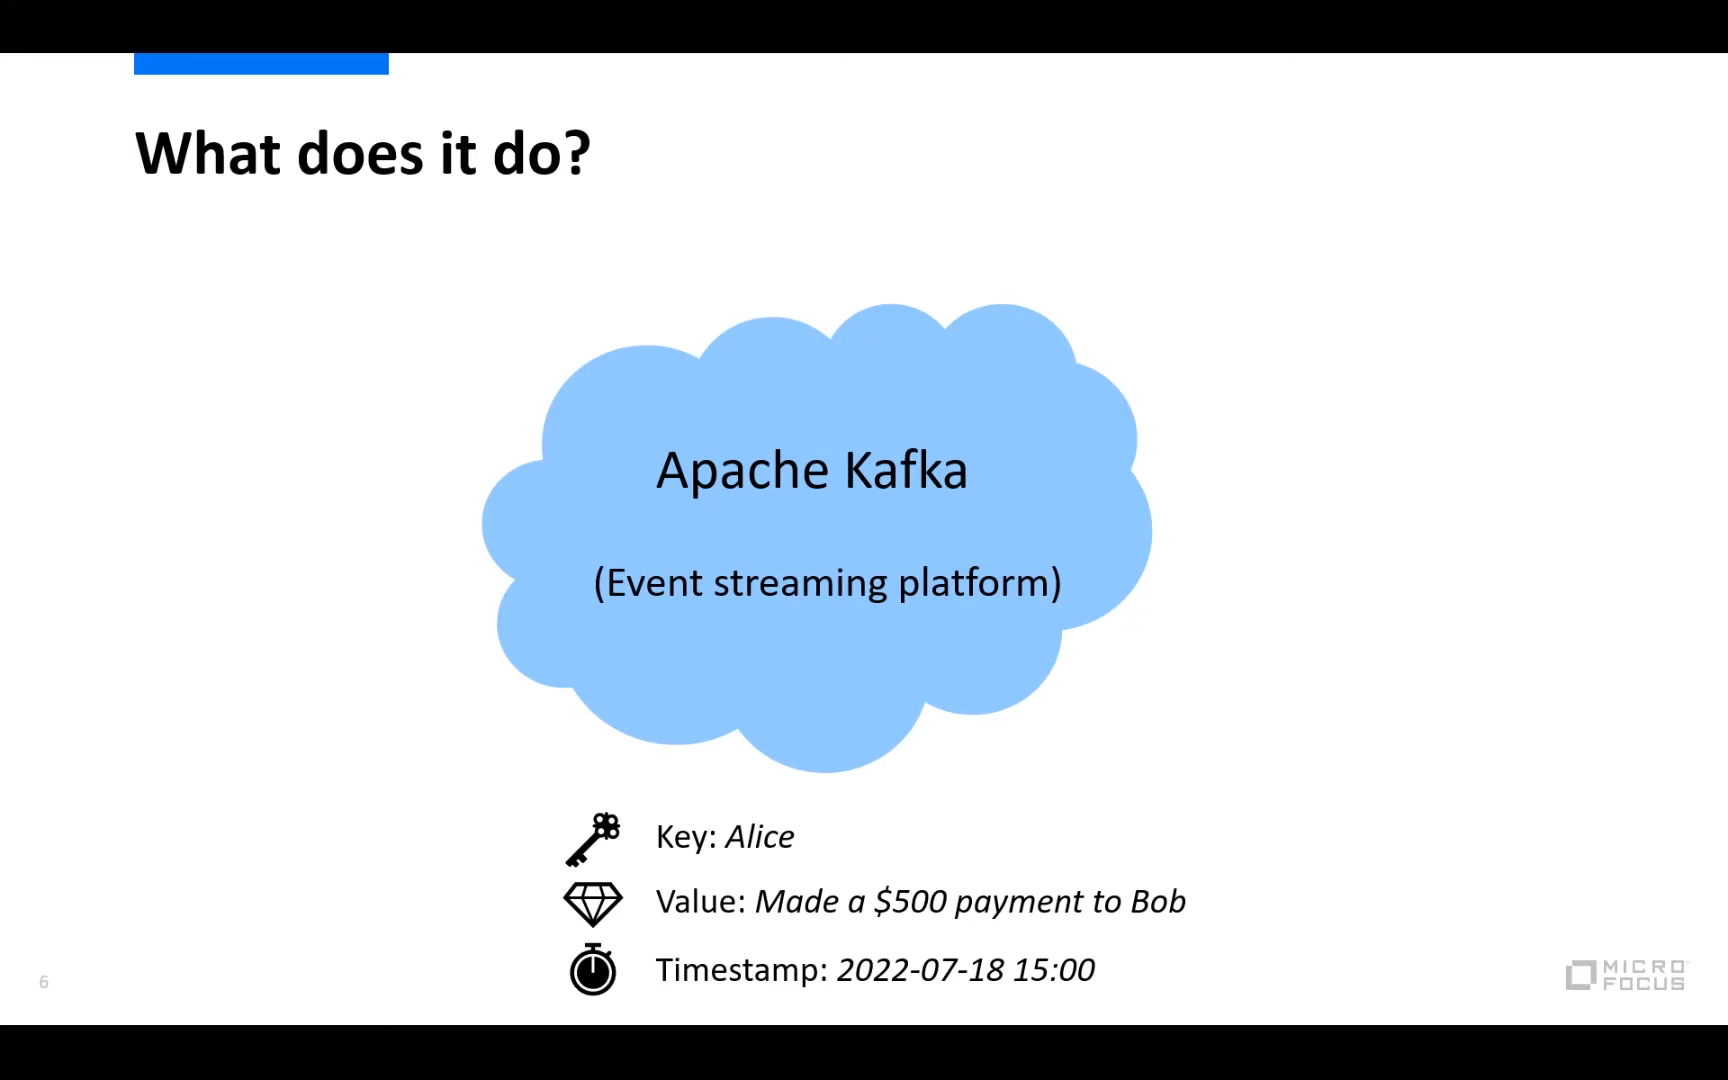 What does it do?
Apache Kafka
(Event streaming platform)
Key: Alice
Value: Made a $500 payment to Bob
Timestamp: 2022-07-18 15:00
6
MICRO
FOCUS